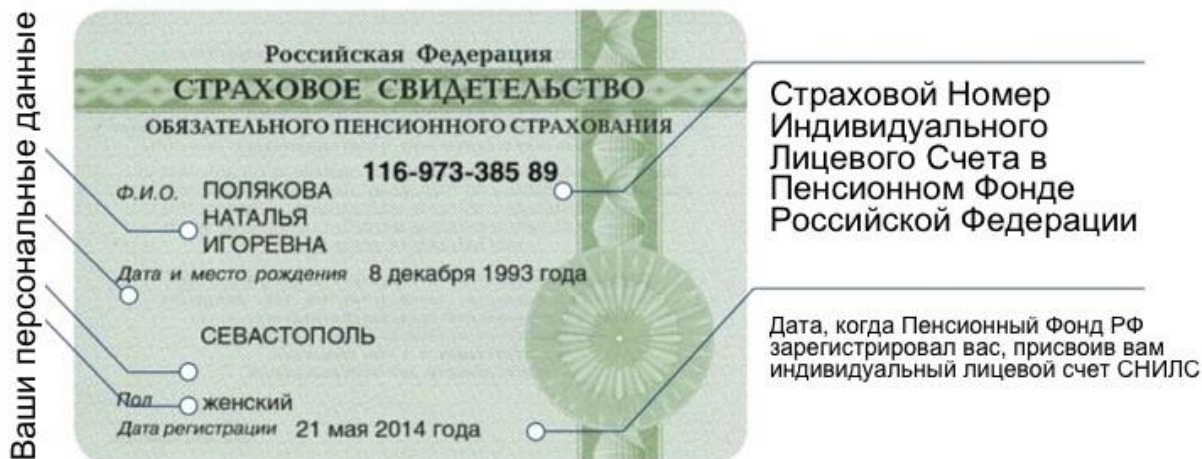 Ваши персональные данные
Российская Федерация
СТРАХОВОЕ СВИДЕТЕЛЬСТВО
ОБЯЗАТЕЛЬНОГО ПЕНСИОННОГО СТРАХОВАНИЯ
116-973-385 89
Ф.И.О. ПОЛЯКОВА
НАТАЛЬЯ
ИГОРЕВНА
Дата и место рождения 8 декабря 1993 года
СЕВАСТОПОЛЬ
Пол женский
Дата регистрации 21 мая 2014 года
Страховой Номер
Индивидуального
Лицевого Счета в
Пенсионном Фонде
Российской Федерации
Дата, когда Пенсионный Фонд РФ
зарегистрировал вас, присвоив вам
индивидуальный лицевой счет СНИЛС